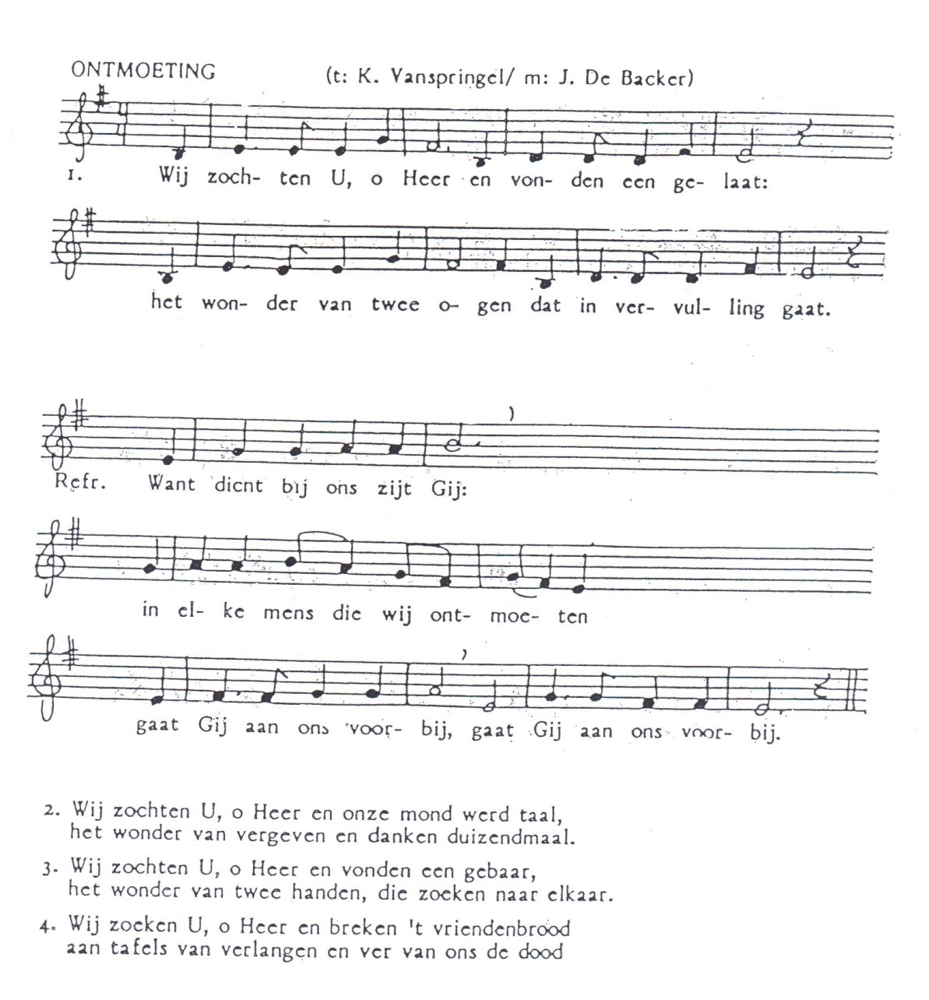 ONTMOETING (t: K. Vanspringel/ m: J. De Backer)
1. Wij zoch- ten U, o Heer en von- den een ge- laat:
het won- der van twee o- gen dat in ver- vul- ling gaat.
Refr. Want dicht bij ons zijt Gij:
in el- ke mens die wij ont- moe- ten
gaat Gij aan ons voor- bij, gaat Gij aan ons voor- bij.
2. Wij zochten U, o Heer en onze mond werd taal,
het wonder van vergeven en danken duizendmaal.
3. Wij zochten U, o Heer en vonden een gebaar,
het wonder van twee handen, die zoeken naar elkaar.
4. Wij zoeken U, o Heer en breken 't vriendenbrood
aan tafels van verlangen en ver van ons de dood